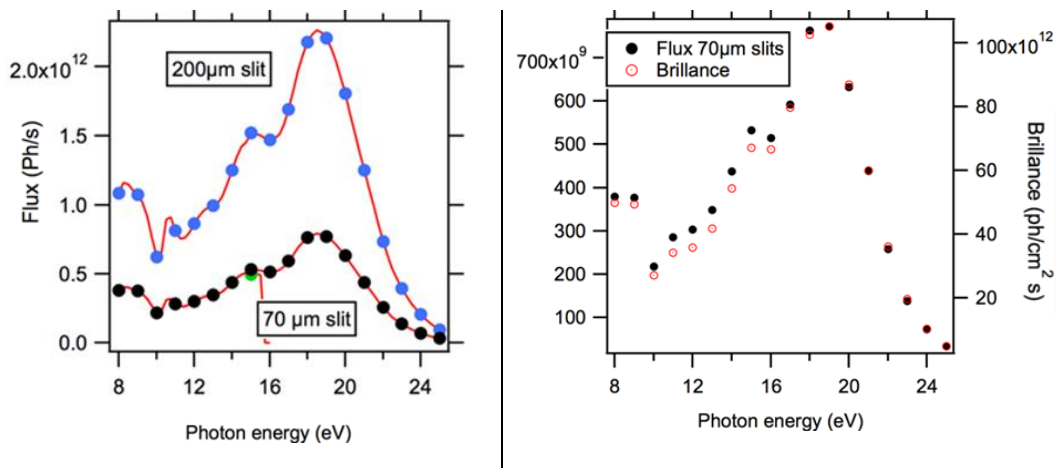 2.0x10¹²
1.5
1.0
0.5
0.0
Flux (Ph/s)
200µm slit
70 µm slit
8
12
16
20
24
Photon energy (eV)
700x10⁹
600
500
400
300
200
100
Flux 70µm slits
Brillance
100x10¹²
80
60
40
20
Brillance (ph/cm² s)
8
12
16
20
24
Photon energy (eV)